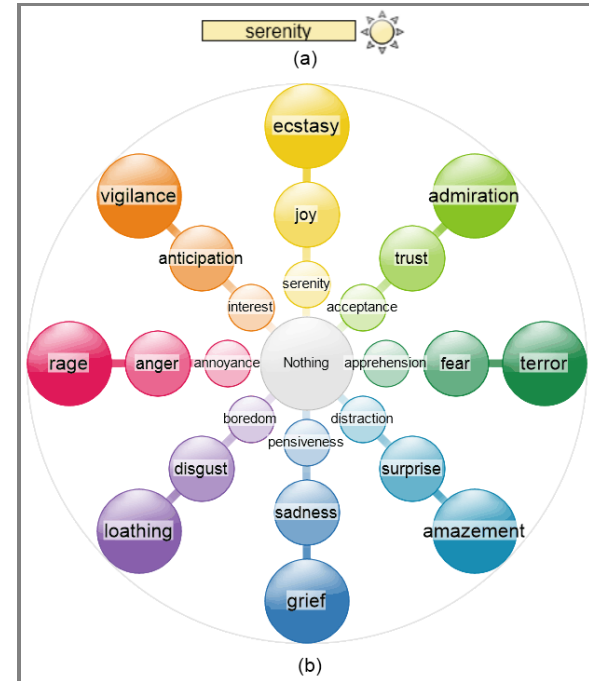 serenity
(a)
ecstasy
vigilance
admiration
joy
anticipation
trust
serenity
interest
acceptance
rage
anger
annoyance
Nothing
apprehension
fear
terror
boredom
distraction
pensiveness
disgust
surprise
sadness
loathing
amazement
grief
(b)